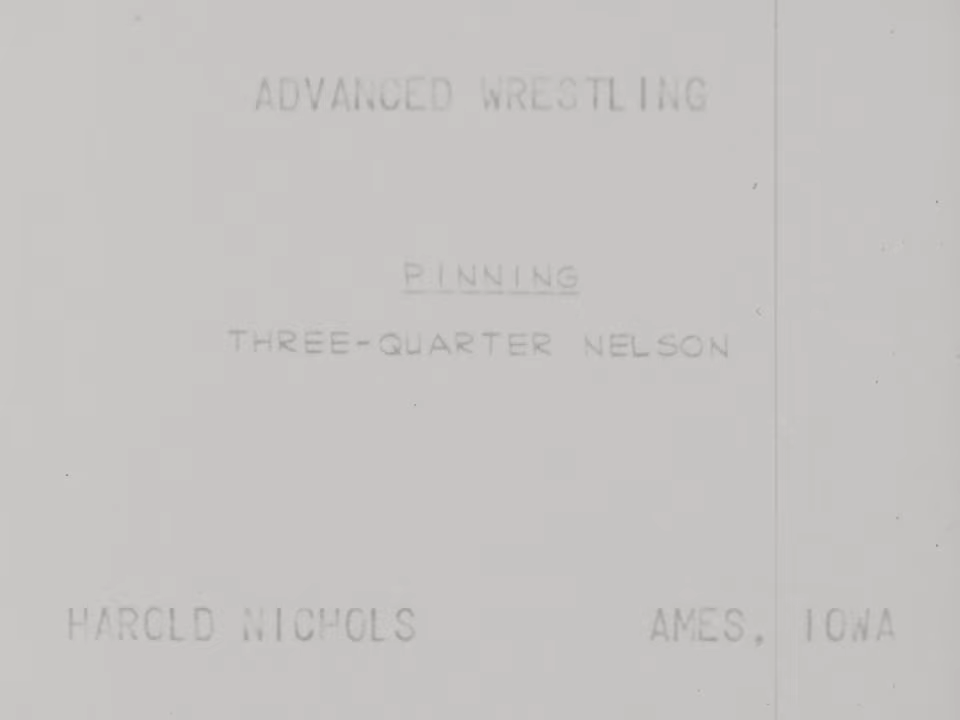 ADVANCED WRESTLING
PINNING
THREE-QUARTER NELSON
HAROLD NICHOLS AMES, IOWA